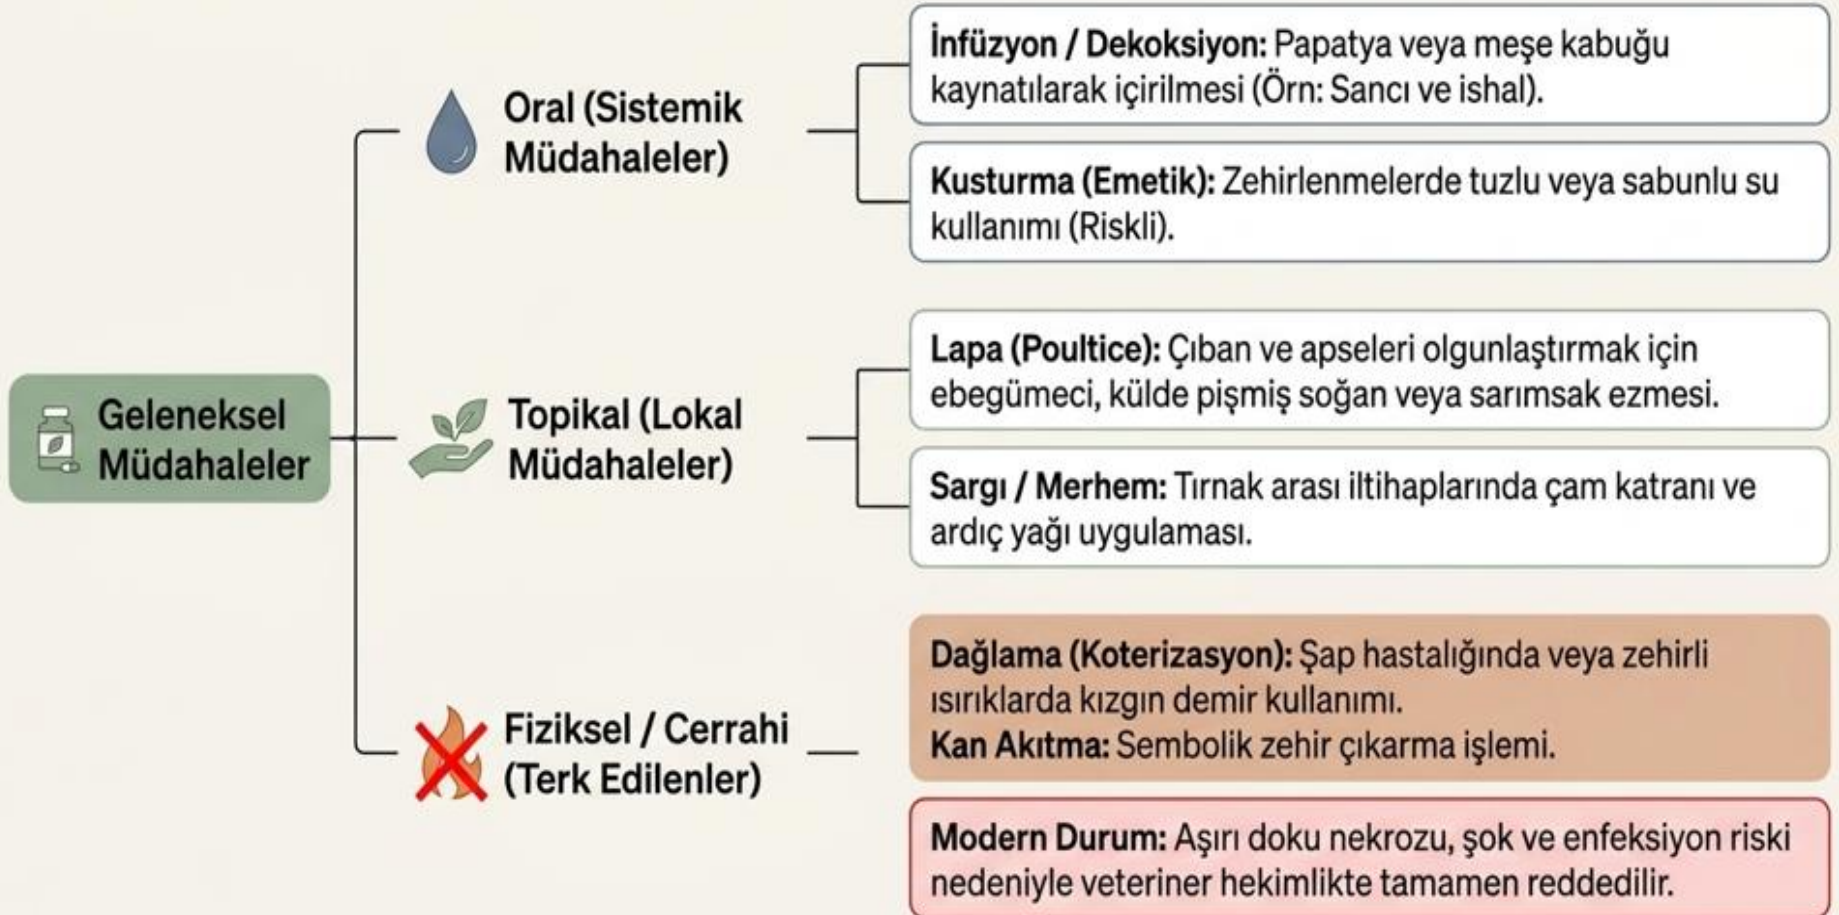 Geleneksel
Müdahaleler
Oral (Sistemik
Müdahaleler)
İnfüzyon / Dekoksiyon: Papatya veya meşe kabuğu
kaynatılarak içirilmesi (Örn: Sancı ve ishal).
Kusturma (Emetik): Zehirlenmelerde tuzlu veya sabunlu su
kullanımı (Riskli).
Topikal (Lokal
Müdahaleler)
Lapa (Poultice): Çıban ve apseleri olgunlaştırmak için
ebegümeci, külde pişmiş soğan veya sarımsak ezmesi.
Sargı / Merhem: Tırnak arası iltihaplarında çam katranı ve
ardıç yağı uygulaması.
Fiziksel / Cerrahi
(Terk Edilenler)
Dağlama (Koterizasyon): Şap hastalığında veya zehirli
ısırıklarda kızgın demir kullanımı.
Kan Akıtma: Sembolik zehir çıkarma işlemi.
Modern Durum: Aşırı doku nekrozu, şok ve enfeksiyon riski
nedeniyle veteriner hekimlikte tamamen reddedilir.